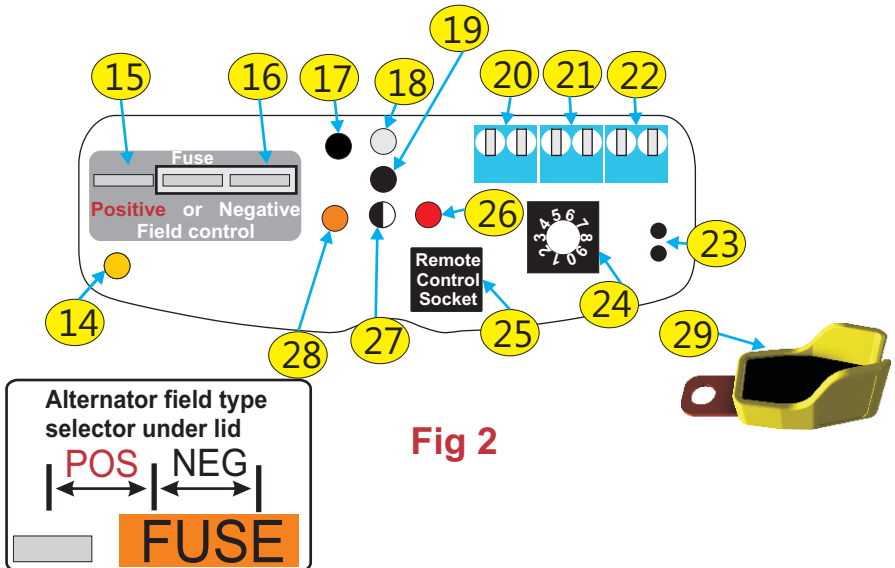 19
15
16
17
18
20
21
22
Fuse
Positive or Negative
Field control
26
23
14
Remote
Control
Socket
1 2 3 4 5 6 7 8 9 0
24
28
27
25
29
Alternator field type
selector under lid
POS NEG
FUSE
Fig 2